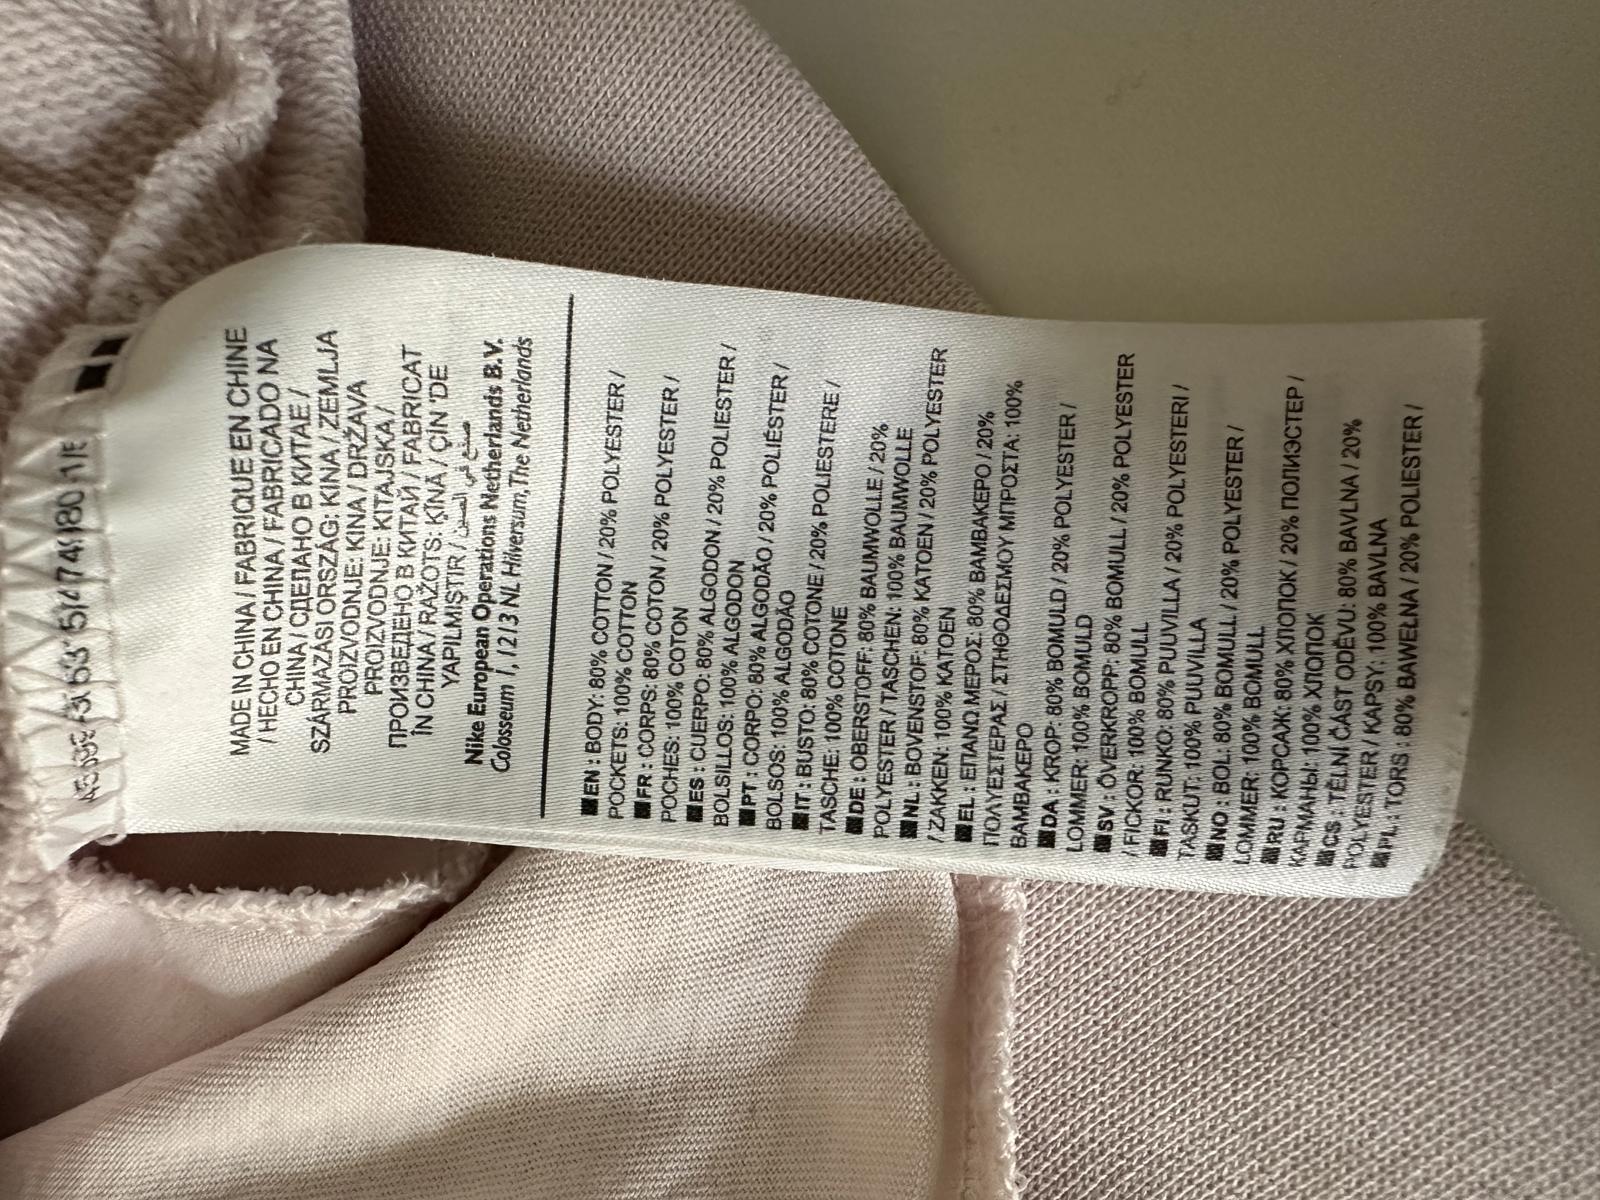 MADE IN CHINA / FABRIQUE EN CHINE
/ HECHO EN CHINA / FABRICADO NA
CHINA / СДЕЛАНО В КИТАЕ /
SZÁRMAZÁSI ORSZÁG: KÍNA / ZEMLJA
PROIZVODNJE: KINA DRŽAVA
PROIZVODNJE: KITAJSKA /
ПРОИЗВЕДЕНО В КИТАЙ / FABRICAT
ÎN CHINA / RAŽOTS: ĶĪNĀ / ÇİN 'DE
YAPILMIŞTIR / صنع في الصين
Nike European Operations Netherlands B.V.
Colosseum 1, 1213 NL Hilversum, The Netherlands
EN : BODY: 80% COTTON / 20% POLYESTER /
POCKETS: 100% COTTON
FR : CORPS: 80% COTON / 20% POLYESTER /
POCHES: 100% COTON
ES : CUERPO: 80% ALGODON / 20% POLIESTER /
BOLSILLOS: 100% ALGODON
PT : CORPO: 80% ALGODÃO / 20% POLIÉSTER /
BOLSOS: 100% ALGODÃO
IT : BUSTO: 80% COTONE / 20% POLIESTERE /
TASCHE: 100% COTONE
DE : OBERSTOFF: 80% BAUMWOLLE / 20%
POLYESTER / TASCHEN: 100% BAUMWOLLE
NL : BOVENSTOF: 80% KATOEN / 20% POLYESTER
/ ZAKKEN: 100% KATOEN
EL : ΕΠΑΝΩ ΜΕΡΟΣ: 80% ΒΑΜΒΑΚΕΡΟ / 20%
ΠΟΛΥΕΣΤΕΡΑΣ / ΣΤΗΘΟΔΕΣΜΟΥ ΜΠΡΟΣΤΑ: 100%
ΒΑΜΒΑΚΕΡΟ
DA : KROP: 80% BOMULD / 20% POLYESTER /
LOMMER: 100% BOMULD
SV : ÖVERKROPP: 80% BOMULL / 20% POLYESTER
/ FICKOR: 100% BOMULL
FI : RUNKO: 80% PUUVILLA / 20% POLYESTERI /
TASKUT: 100% PUUVILLA
NO : BOL: 80% BOMULL / 20% POLYESTER /
LOMMER: 100% BOMULL
RU : КОРСАЖ: 80% ХЛОПОК / 20% ПОЛИЭСТЕР /
КАРМАНЫ: 100% ХЛОПОК
CS : TĚLNÍ ČÁST ODĚVU: 80% BAVLNA / 20%
POLYESTER / KAPSY: 100% BAVLNA
PL : TORS : 80% BAWEŁNA / 20% POLIESTER /